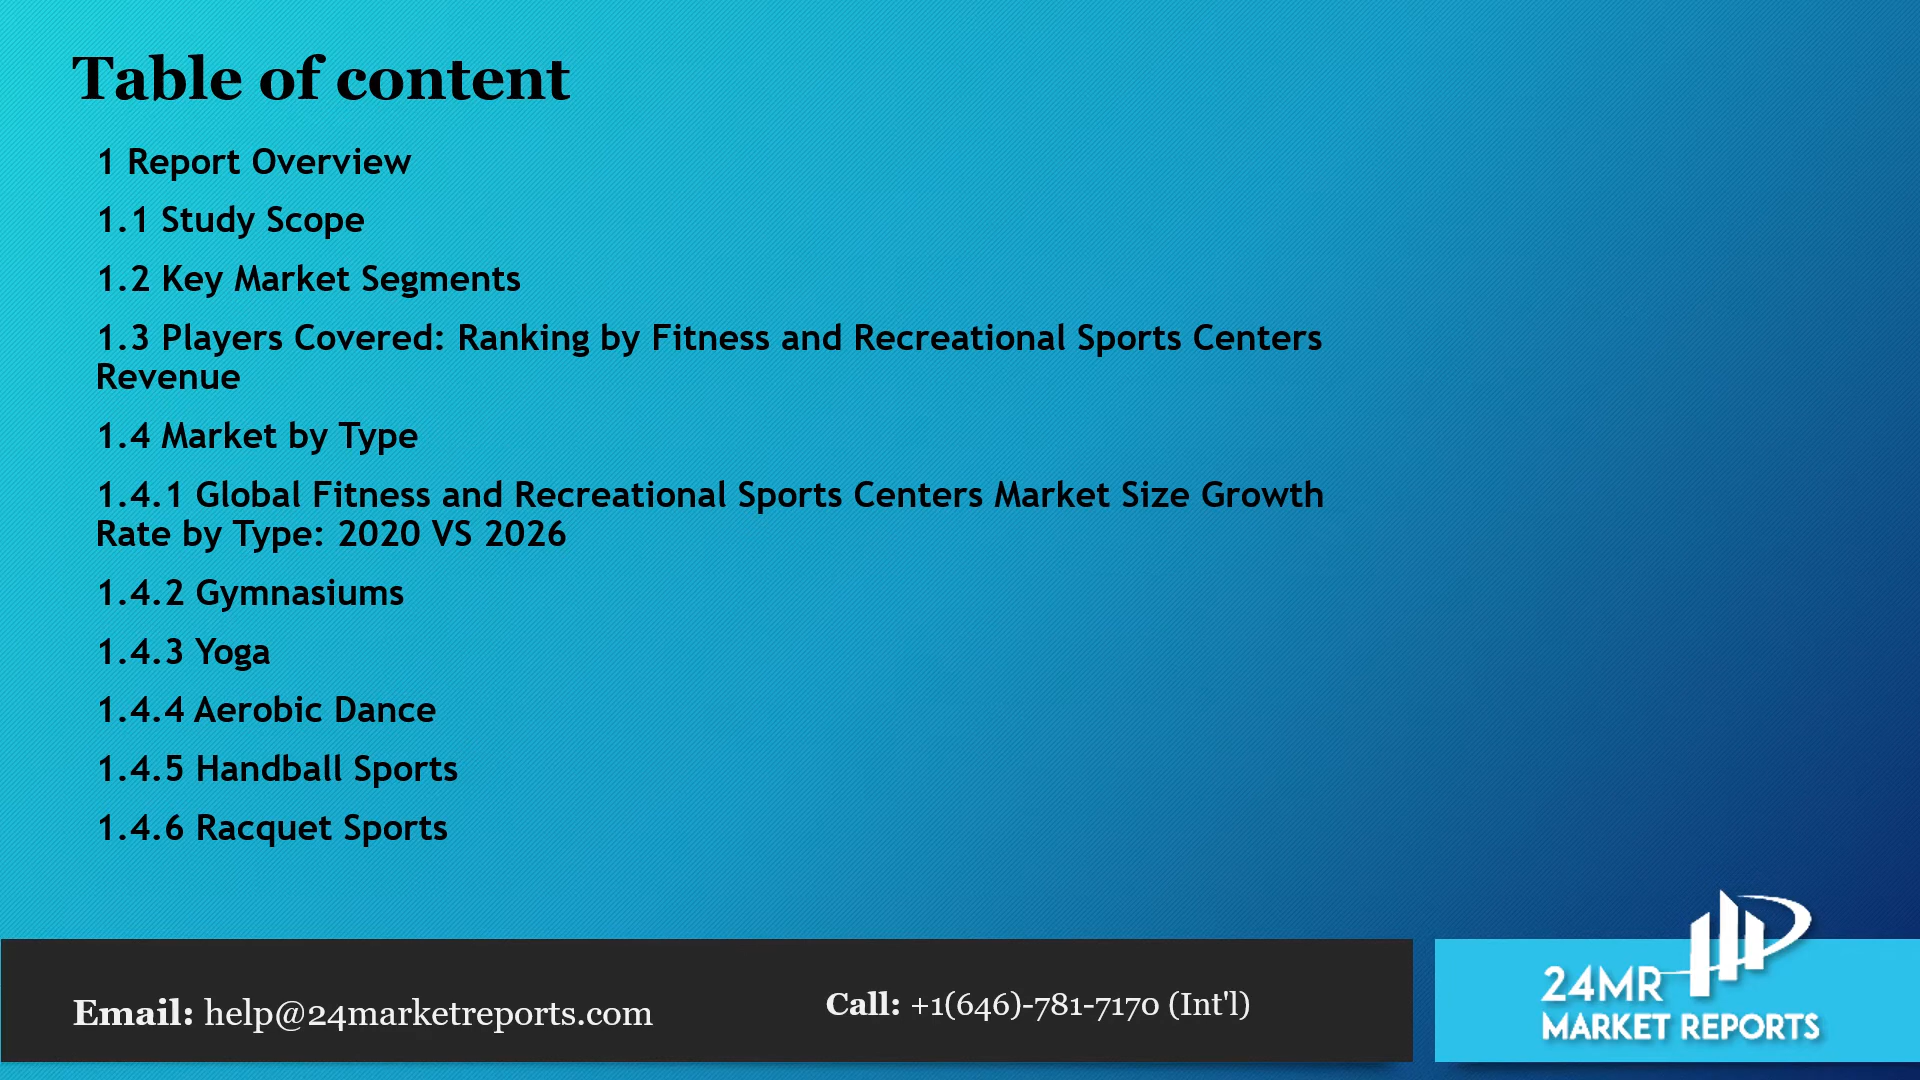 Table of content
1 Report Overview
1.1 Study Scope
1.2 Key Market Segments
1.3 Players Covered: Ranking by Fitness and Recreational Sports Centers
Revenue
1.4 Market by Type
1.4.1 Global Fitness and Recreational Sports Centers Market Size Growth
Rate by Type: 2020 VS 2026
1.4.2 Gymnasiums
1.4.3 Yoga
1.4.4 Aerobic Dance
1.4.5 Handball Sports
1.4.6 Racquet Sports
Email: help@24marketreports.com
Call: +1(646)-781-7170 (Int'l)
24MR
MARKET REPORTS